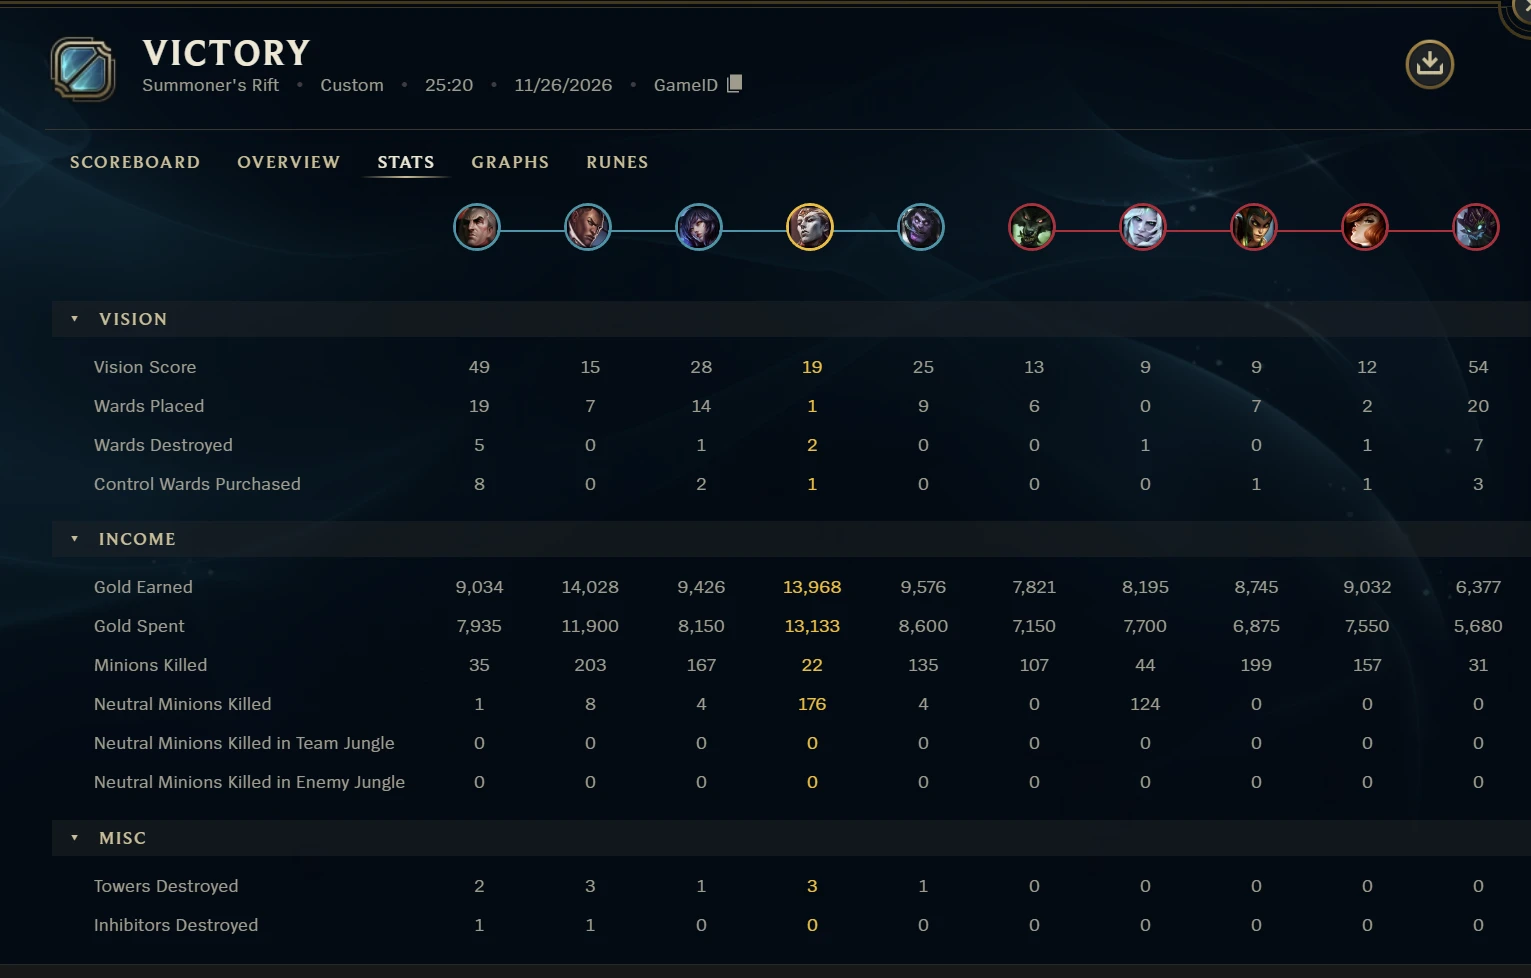 VICTORY
Summoner's Rift • Custom • 25:20 • 11/26/2026 • GameID
SCOREBOARD OVERVIEW STATS GRAPHS RUNES
VISION
Vision Score 49 15 28 19 25 13 9 9 12 54
Wards Placed 19 7 14 1 9 6 0 7 2 20
Wards Destroyed 5 0 1 2 0 0 1 0 1 7
Control Wards Purchased 8 0 2 1 0 0 0 1 1 3
INCOME
Gold Earned 9,034 14,028 9,426 13,968 9,576 7,821 8,195 8,745 9,032 6,377
Gold Spent 7,935 11,900 8,150 13,133 8,600 7,150 7,700 6,875 7,550 5,680
Minions Killed 35 203 167 22 135 107 44 199 157 31
Neutral Minions Killed 1 8 4 176 4 0 124 0 0 0
Neutral Minions Killed in Team Jungle 0 0 0 0 0 0 0 0 0 0
Neutral Minions Killed in Enemy Jungle 0 0 0 0 0 0 0 0 0 0
MISC
Towers Destroyed 2 3 1 3 1 0 0 0 0 0
Inhibitors Destroyed 1 1 0 0 0 0 0 0 0 0